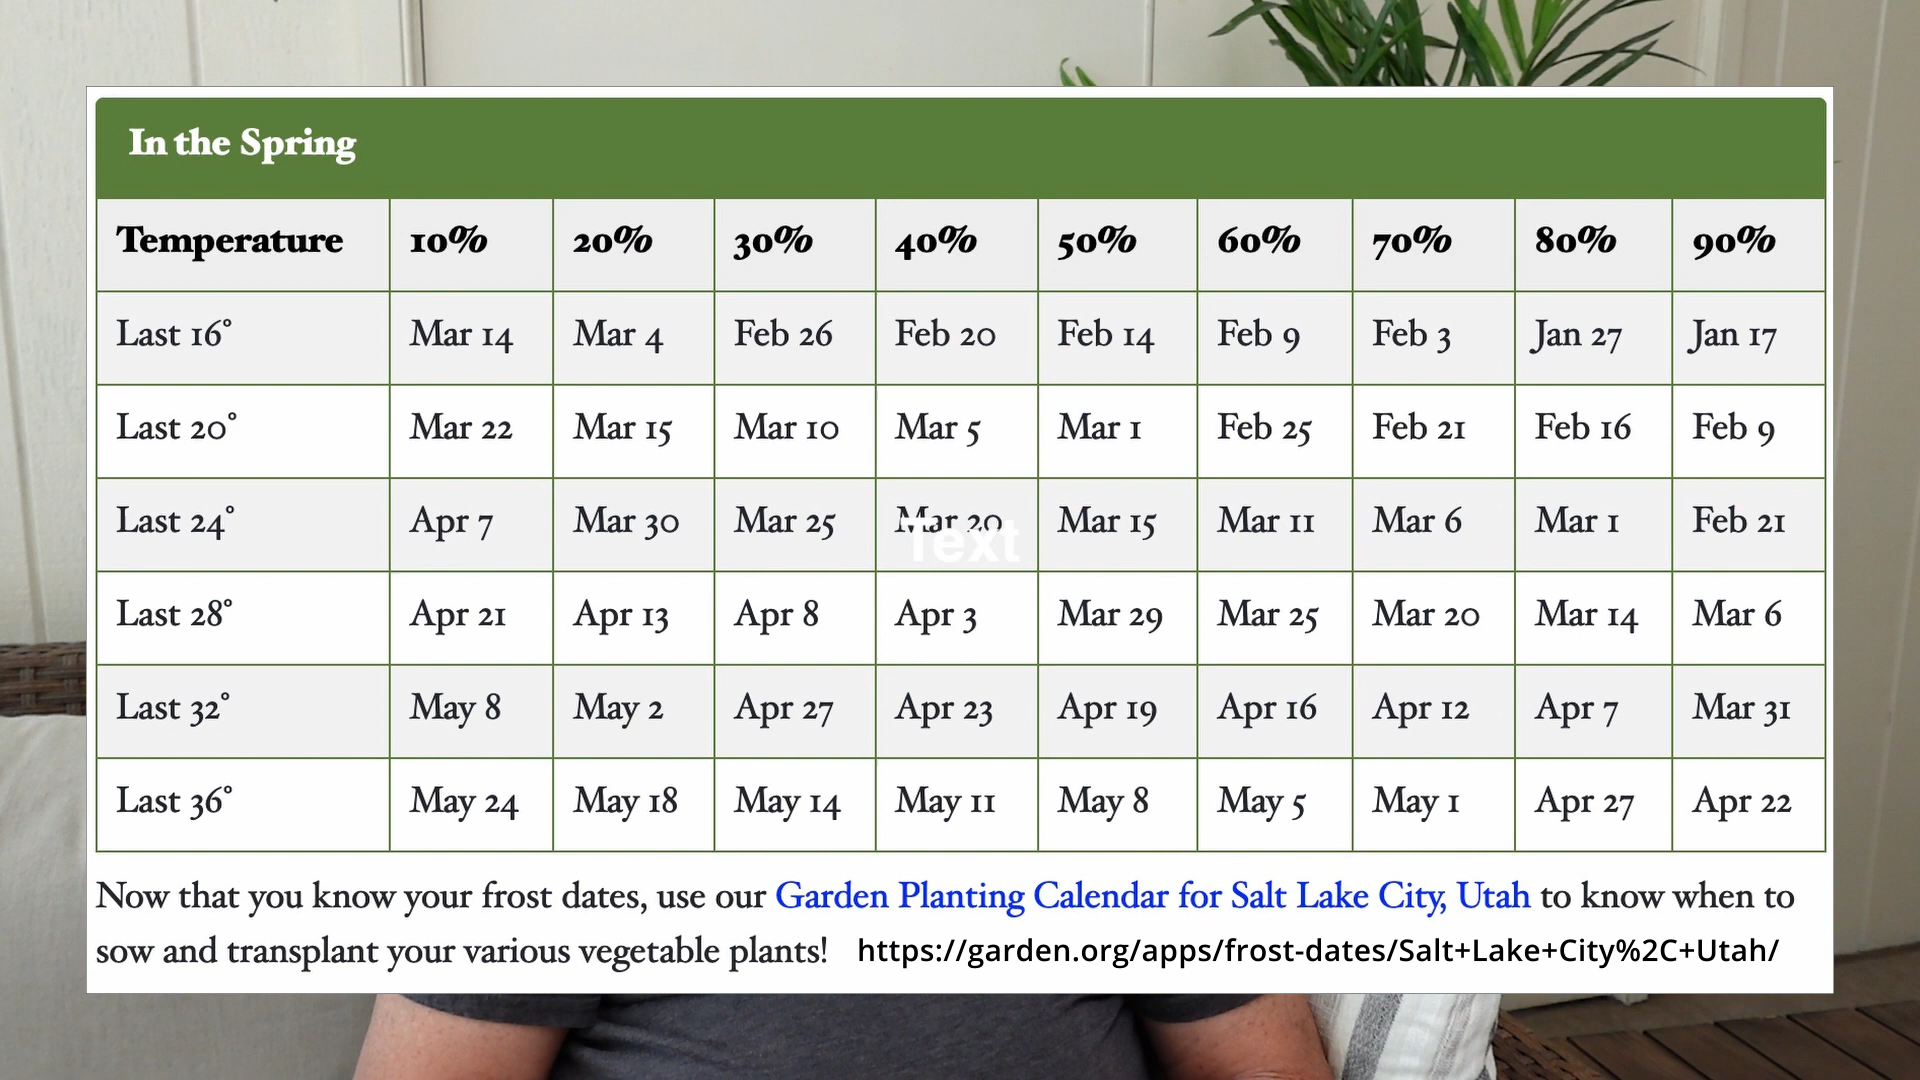 In the Spring
Temperature 10% 20% 30% 40% 50% 60% 70% 80% 90%
Last 16° Mar 14 Mar 4 Feb 26 Feb 20 Feb 14 Feb 9 Feb 3 Jan 27 Jan 17
Last 20° Mar 22 Mar 15 Mar 10 Mar 5 Mar 1 Feb 25 Feb 21 Feb 16 Feb 9
Last 24° Apr 7 Mar 30 Mar 25 Mar 20 Mar 15 Mar 11 Mar 6 Mar 1 Feb 21
Text
Last 28° Apr 21 Apr 13 Apr 8 Apr 3 Mar 29 Mar 25 Mar 20 Mar 14 Mar 6
Last 32° May 8 May 2 Apr 27 Apr 23 Apr 19 Apr 16 Apr 12 Apr 7 Mar 31
Last 36° May 24 May 18 May 14 May 11 May 8 May 5 May 1 Apr 27 Apr 22
Now that you know your frost dates, use our Garden Planting Calendar for Salt Lake City, Utah to know when to
sow and transplant your various vegetable plants! https://garden.org/apps/frost-dates/Salt+Lake+City%2C+Utah/